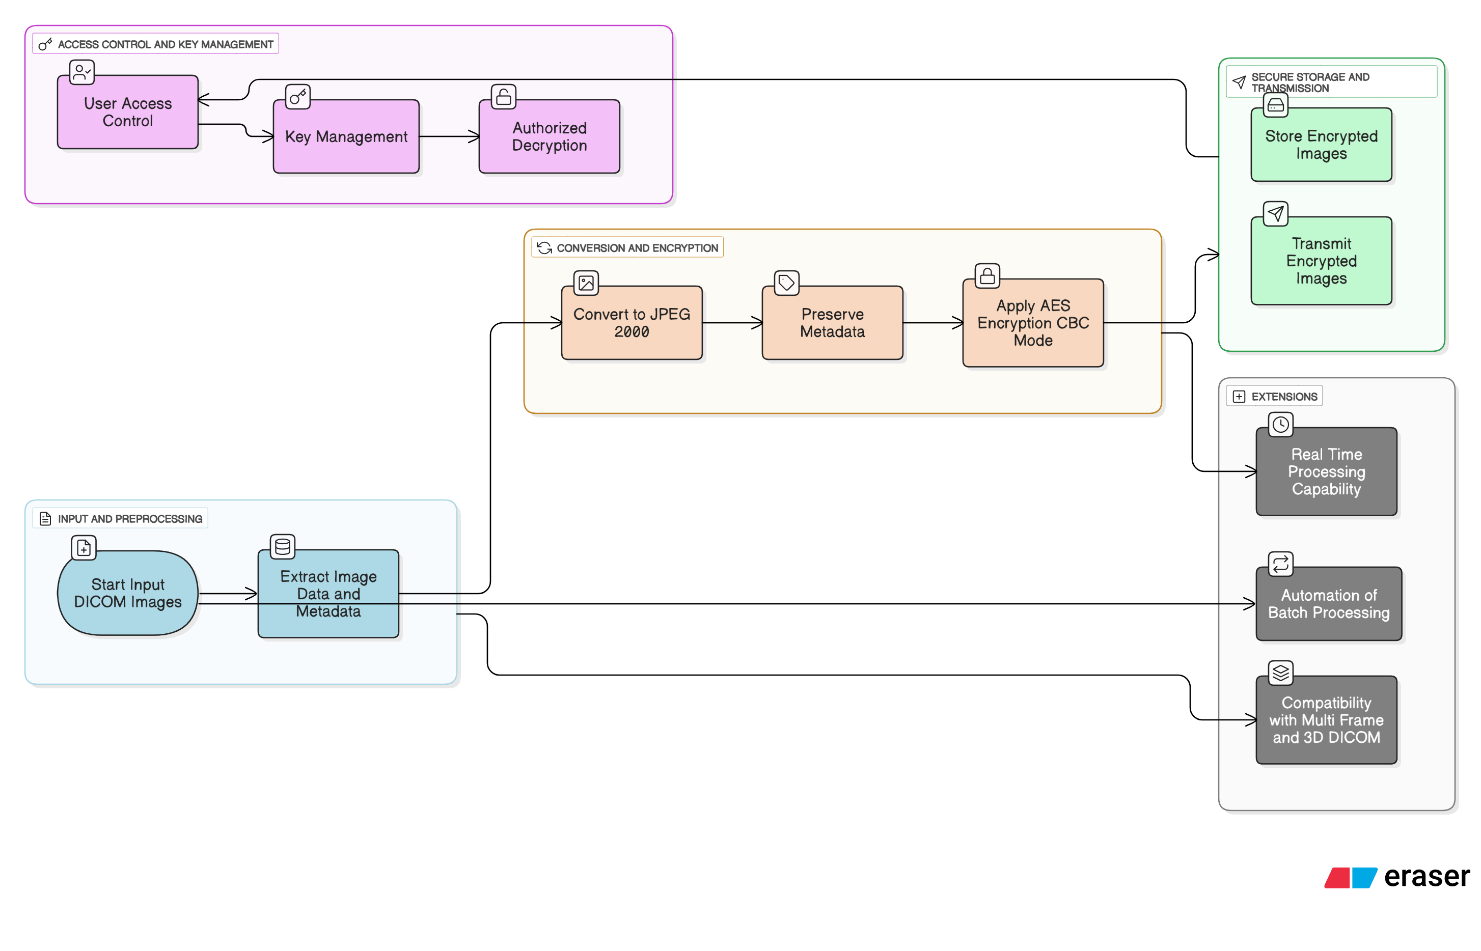 ACCESS CONTROL AND KEY MANAGEMENT
User Access
Control
Key Management
Authorized
Decryption
SECURE STORAGE AND
TRANSMISSION
Store Encrypted
Images
Transmit
Encrypted
Images
CONVERSION AND ENCRYPTION
Convert to JPEG
2000
Preserve
Metadata
Apply AES
Encryption CBC
Mode
EXTENSIONS
Real Time
Processing
Capability
Automation of
Batch Processing
Compatibility
with Multi Frame
and 3D DICOM
INPUT AND PREPROCESSING
Start Input
DICOM Images
Extract Image
Data and
Metadata
eraser